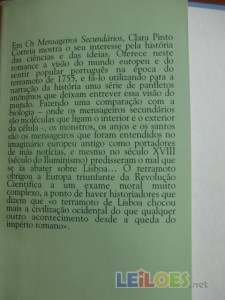 Em Os Mensageiros Secundários, Clara Pinto
Correia mostra o seu interesse pela história
das ciências e das ideias. Oferece neste
romance a visão do mundo europeu e do
sentir popular português na época do
terramoto de 1755, e fá-lo utilizando para a
narração da história uma série de panfletos
anónimos que deixam entrever essa visão do
mundo. Fazendo uma comparação com a
biologia – onde os mensageiros secundários
são moléculas que ligam o interior e o exterior
da célula -, os monstros, os anjos e os santos
são os mensageiros que foram entendidos no
imaginário europeu antigo como portadores
de más notícias, e mesmo no século XVIII
(século do Iluminismo) predisseram o mal que
se ia abater sobre Lisboa... O terramoto
obrigou a Europa triunfante da Revolução
Científica a um exame moral muito
complexo, a ponto de haver historiadores que
dizem que «o terramoto de Lisboa chocou
mais a civilização ocidental do que qualquer
outro acontecimento desde a queda do
império romano».
LEILOES.net